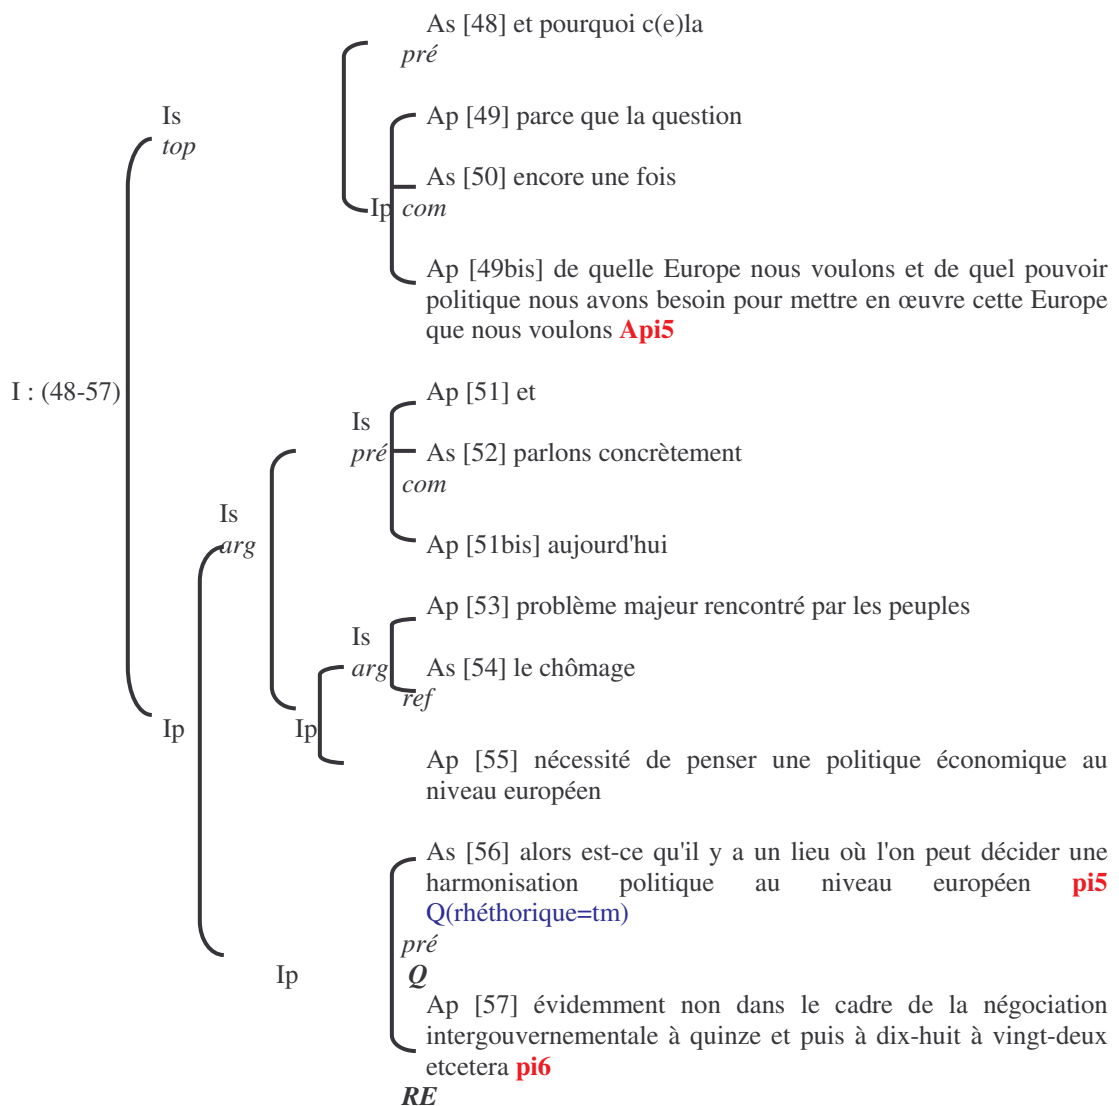 As [48] et pourquoi c(e)la
pré
Is
top
Ap [49] parce que la question
As [50] encore une fois
Ip com
Ap [49bis] de quelle Europe nous voulons et de quel pouvoir
politique nous avons besoin pour mettre en œuvre cette Europe
que nous voulons Api5
I : (48-57)
Ap [51] et
Is
pré
As [52] parlons concrètement
com
Is
arg
Ap [51bis] aujourd'hui
Ap [53] problème majeur rencontré par les peuples
Is
arg
As [54] le chômage
ref
Ip
Ip
Ap [55] nécessité de penser une politique économique au
niveau européen
As [56] alors est-ce qu'il y a un lieu où l'on peut décider une
harmonisation politique au niveau européen pi5
Q(rhéthorique=tm)
pré
Ip
Q
Ap [57] évidemment non dans le cadre de la négociation
intergouvernementale à quinze et puis à dix-huit à vingt-deux
etcetera pi6
RE